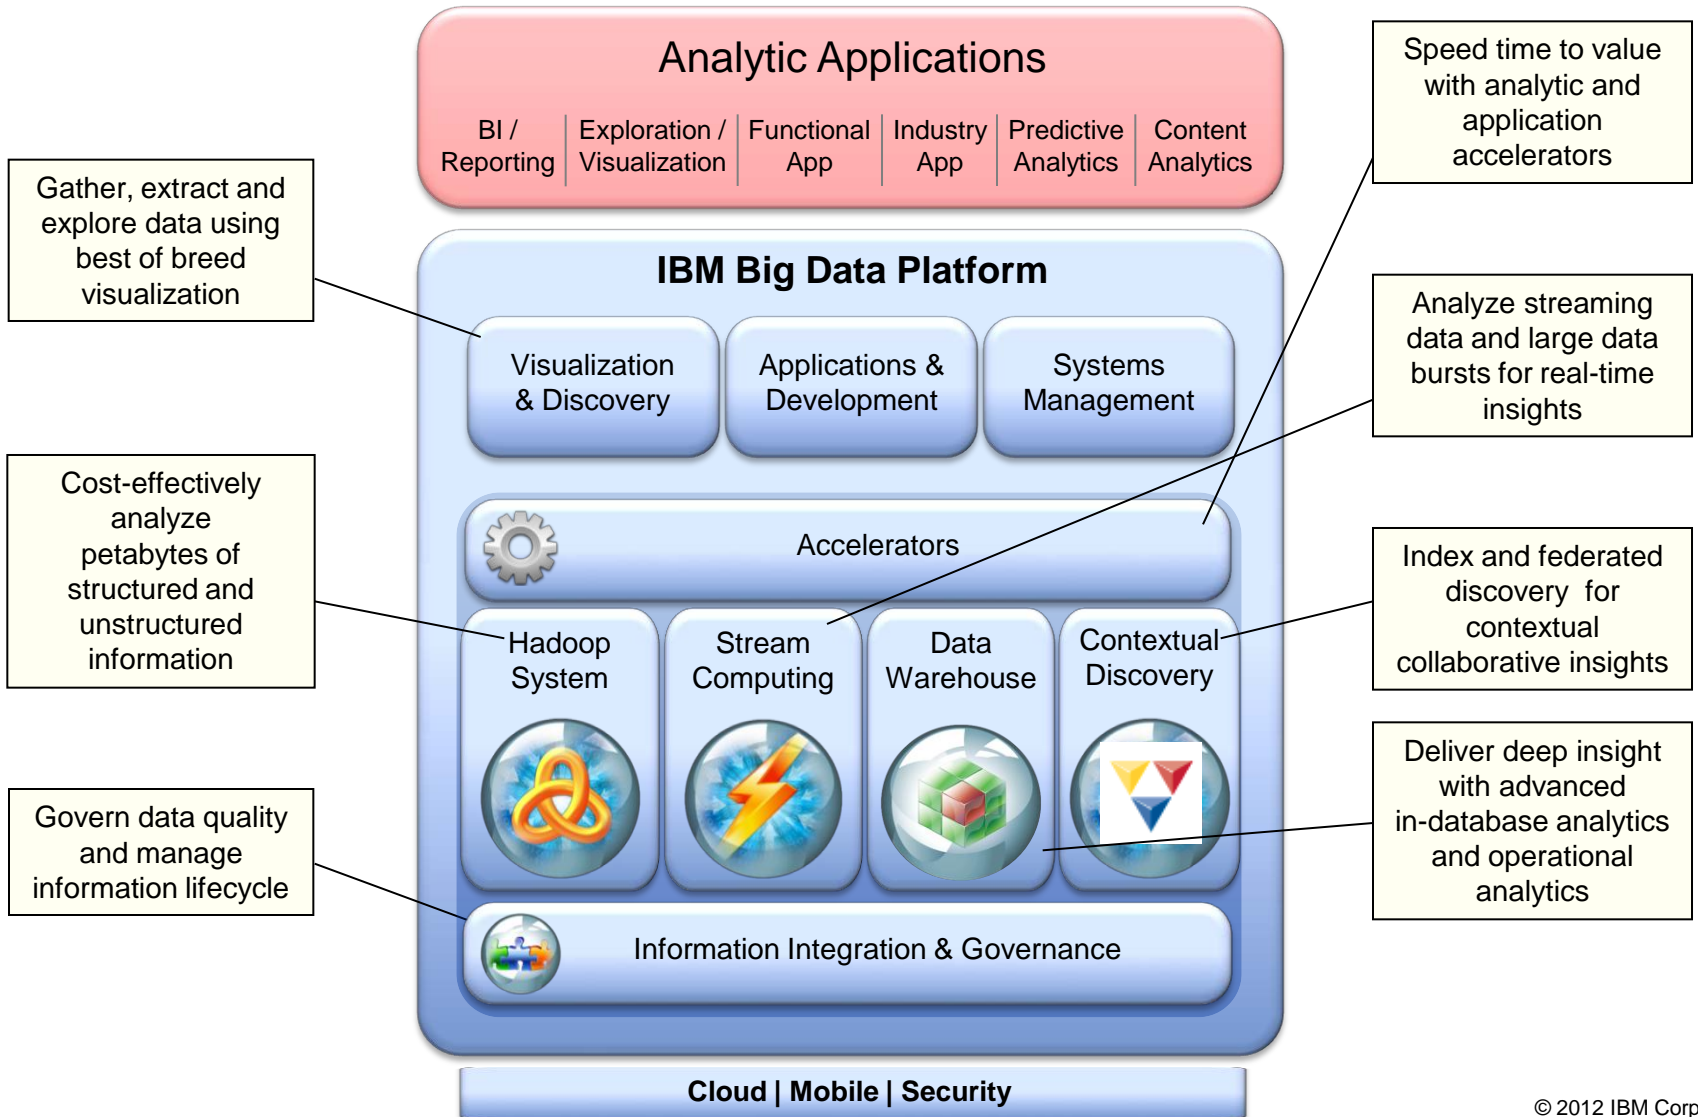 Analytic Applications
BI /
Reporting
Exploration /
Visualization
Functional
App
Industry
App
Predictive
Analytics
Content
Analytics
Speed time to value
with analytic and
application
accelerators
Gather, extract and
explore data using
best of breed
visualization
IBM Big Data Platform
Visualization
& Discovery
Applications &
Development
Systems
Management
Analyze streaming
data and large data
bursts for real-time
insights
Cost-effectively
analyze
petabytes of
structured and
unstructured
information
Accelerators
Index and federated
discovery for
contextual
collaborative insights
Hadoop
System
Stream
Computing
Data
Warehouse
Contextual
Discovery
Deliver deep insight
with advanced
in-database analytics
and operational
analytics
Govern data quality
and manage
information lifecycle
Information Integration & Governance
Cloud | Mobile | Security
© 2012 IBM Corp